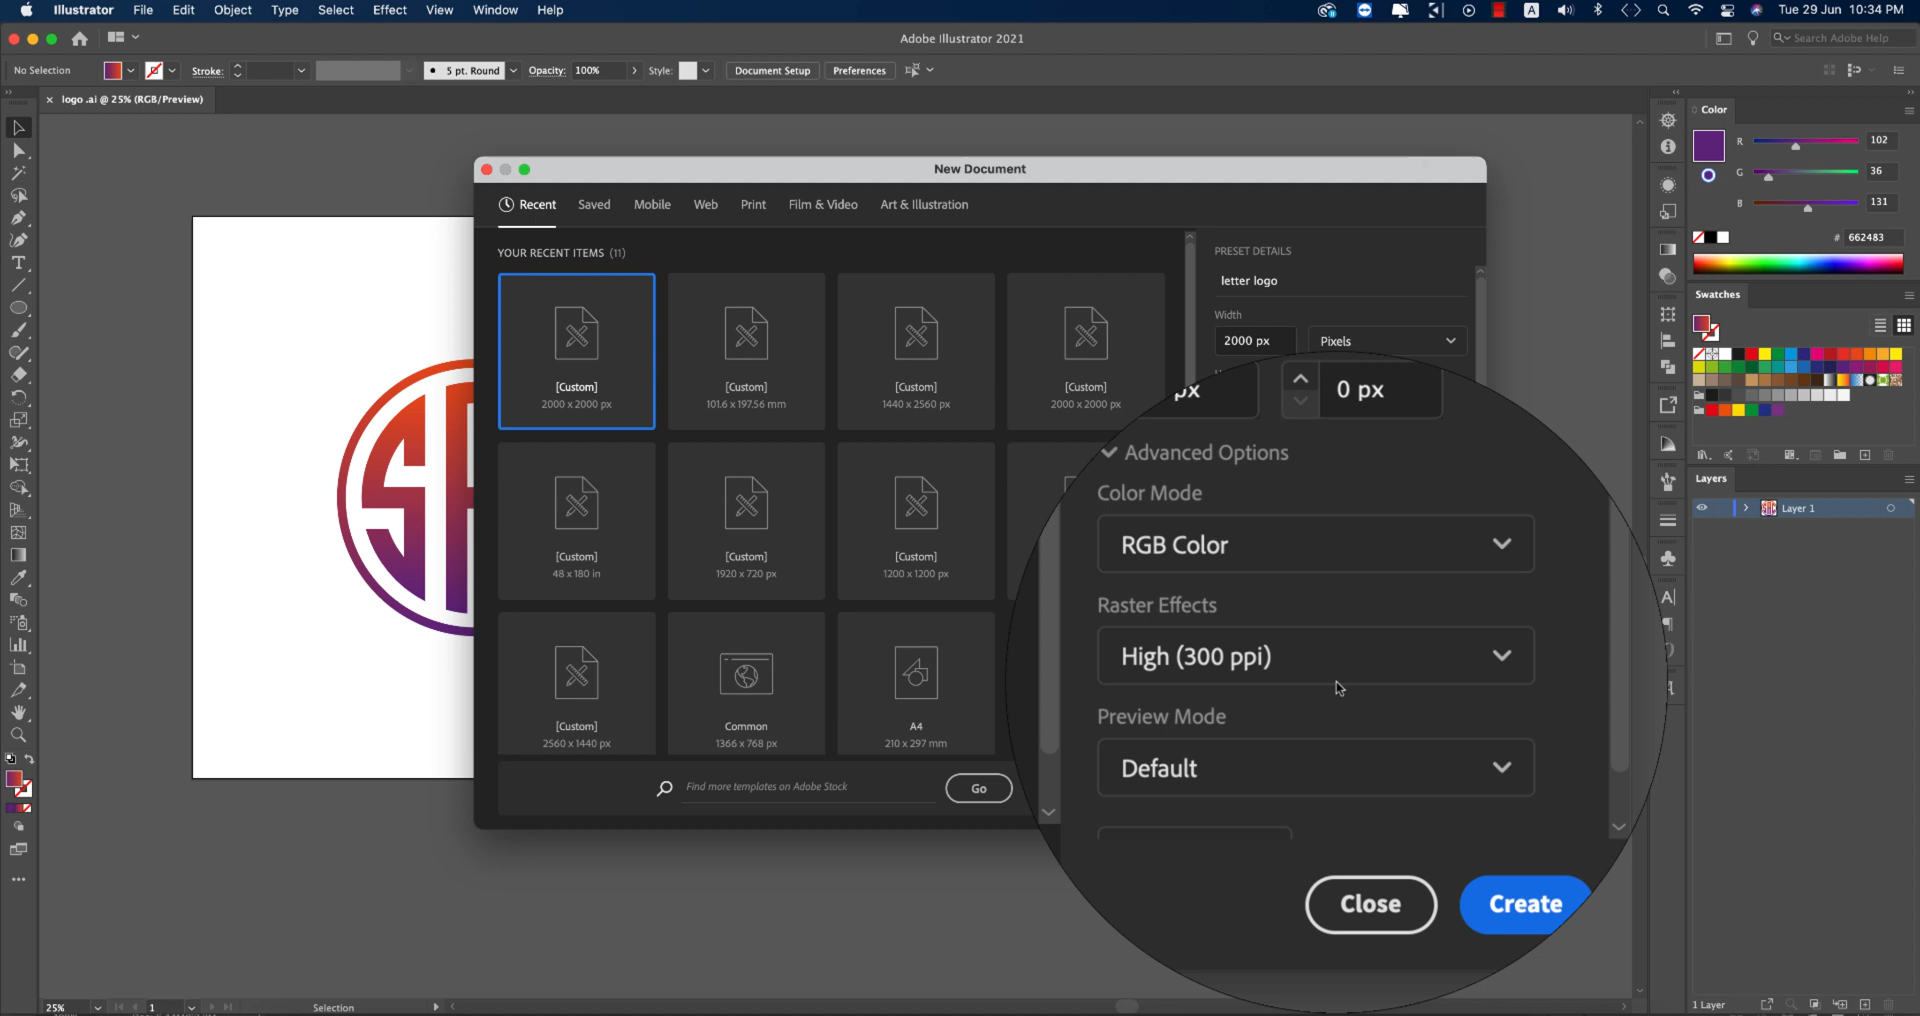 Illustrator File Edit Object Type Select Effect View Window Help
A
Tue 29 Jun 10:34 PM
Adobe Illustrator 2021
Search Adobe Help
No Selection
Stroke:
5 pt. Round
Opacity: 100%
Style:
Document Setup
Preferences
× logo .ai @ 25% (RGB/Preview)
New Document
Recent Saved Mobile Web Print Film & Video Art & Illustration
YOUR RECENT ITEMS (11)
[Custom]
2000 x 2000 px
[Custom]
101.6 x 197.56 mm
[Custom]
1440 x 2560 px
[Custom]
2000 x 2000 px
[Custom]
48 x 180 in
[Custom]
1920 x 720 px
[Custom]
1200 x 1200 px
[Custom]
2560 x 1440 px
Common
1366 x 768 px
A4
210 x 297 mm
Find more templates on Adobe Stock
Go
PRESET DETAILS
letter logo
Width
2000 px
Pixels
px
0 px
Advanced Options
Color Mode
RGB Color
Raster Effects
High (300 ppi)
Preview Mode
Default
Close
Create
Color
R 102
G 36
B 131
# 662483
Swatches
Layers
Layer 1
1 Layer
25%
1
Selection